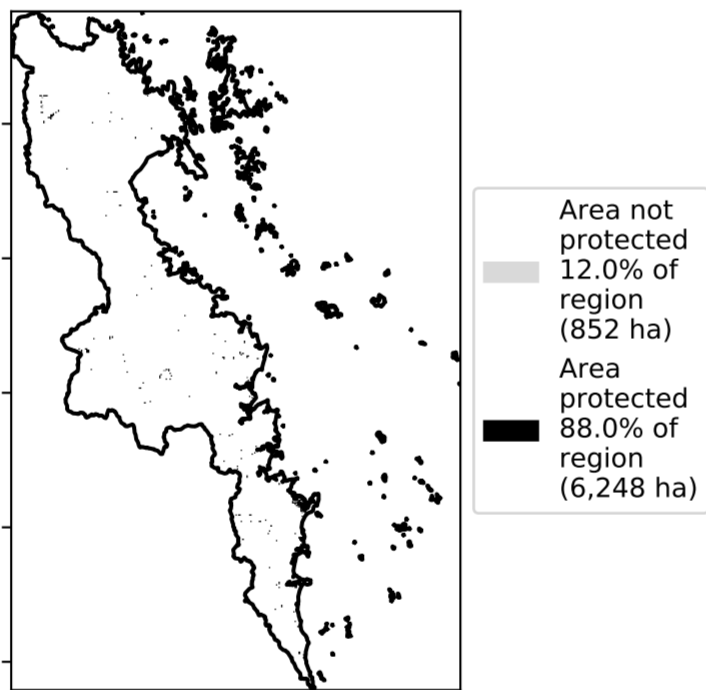 Area not
protected
12.0% of
region
(852 ha)
Area
protected
88.0% of
region
(6,248 ha)